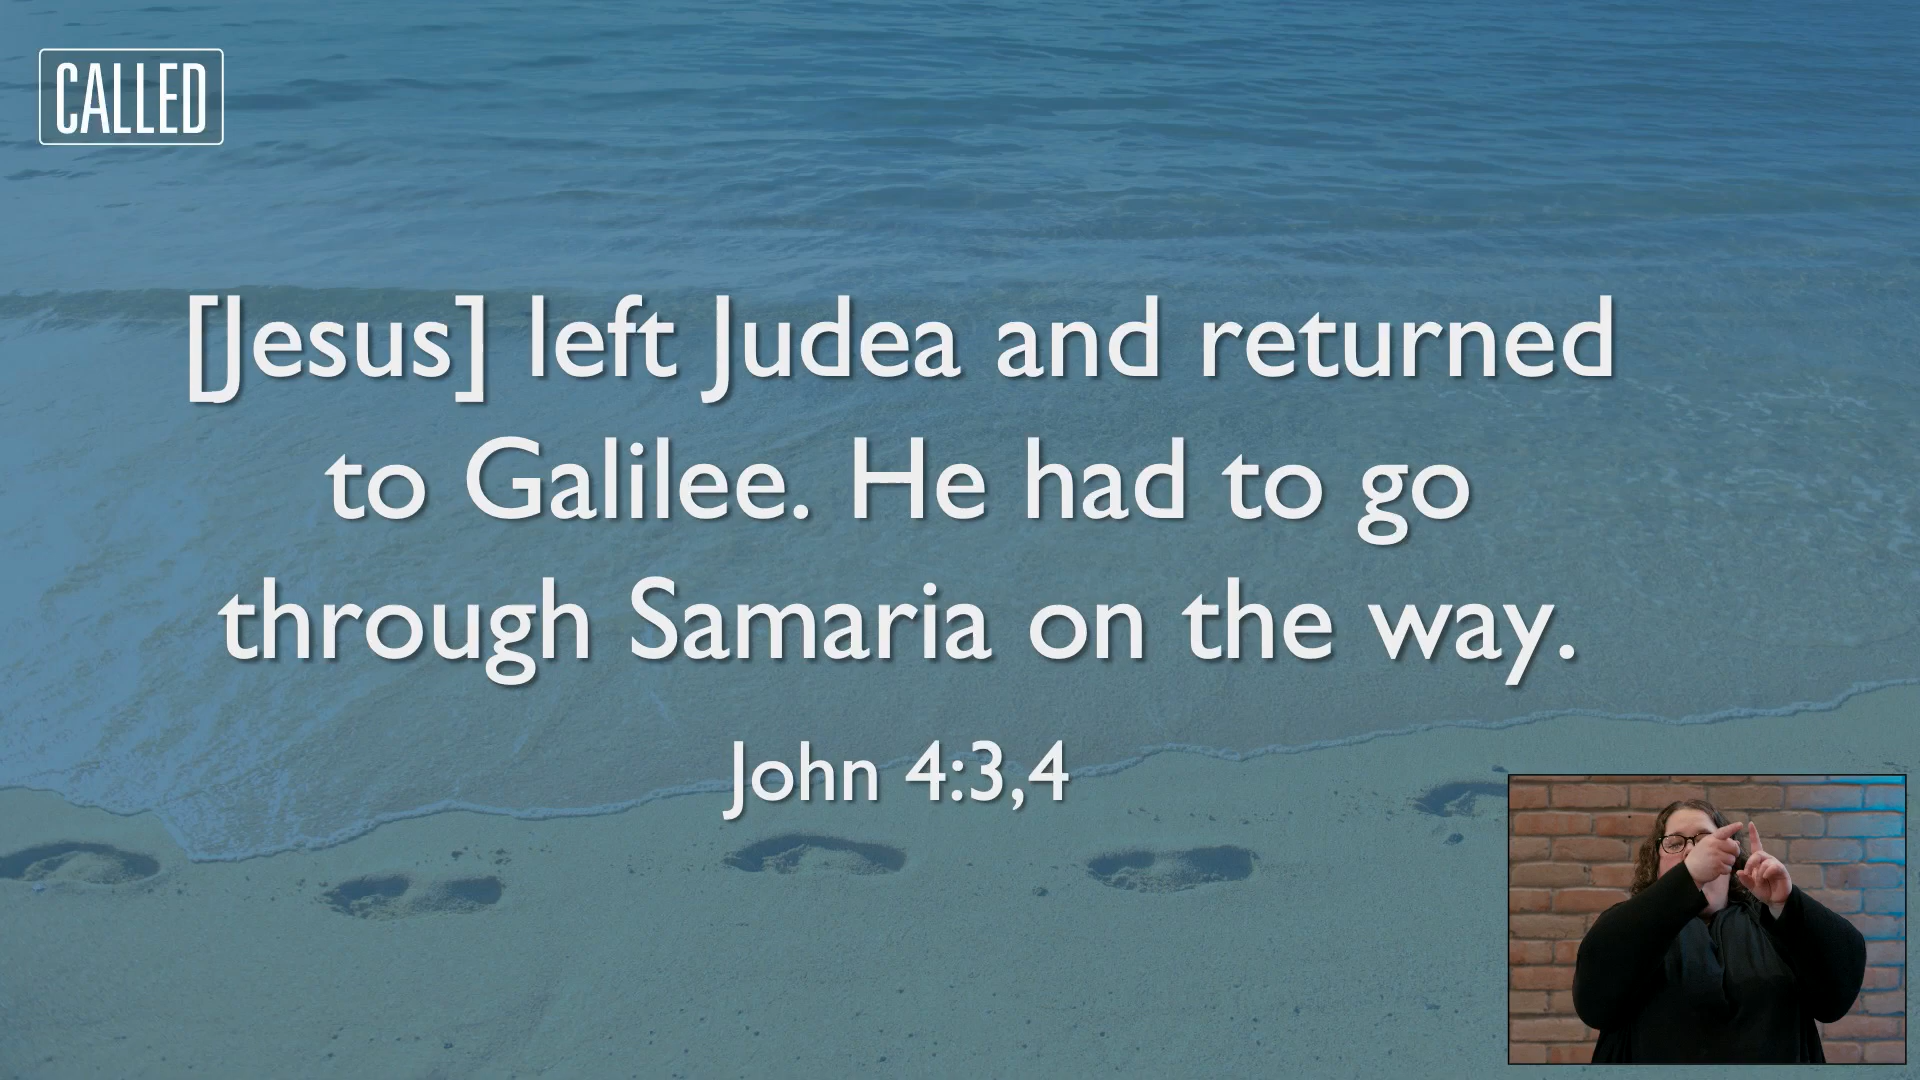 CALLED
[Jesus] left Judea and returned
to Galilee. He had to go
through Samaria on the way.
John 4:3,4